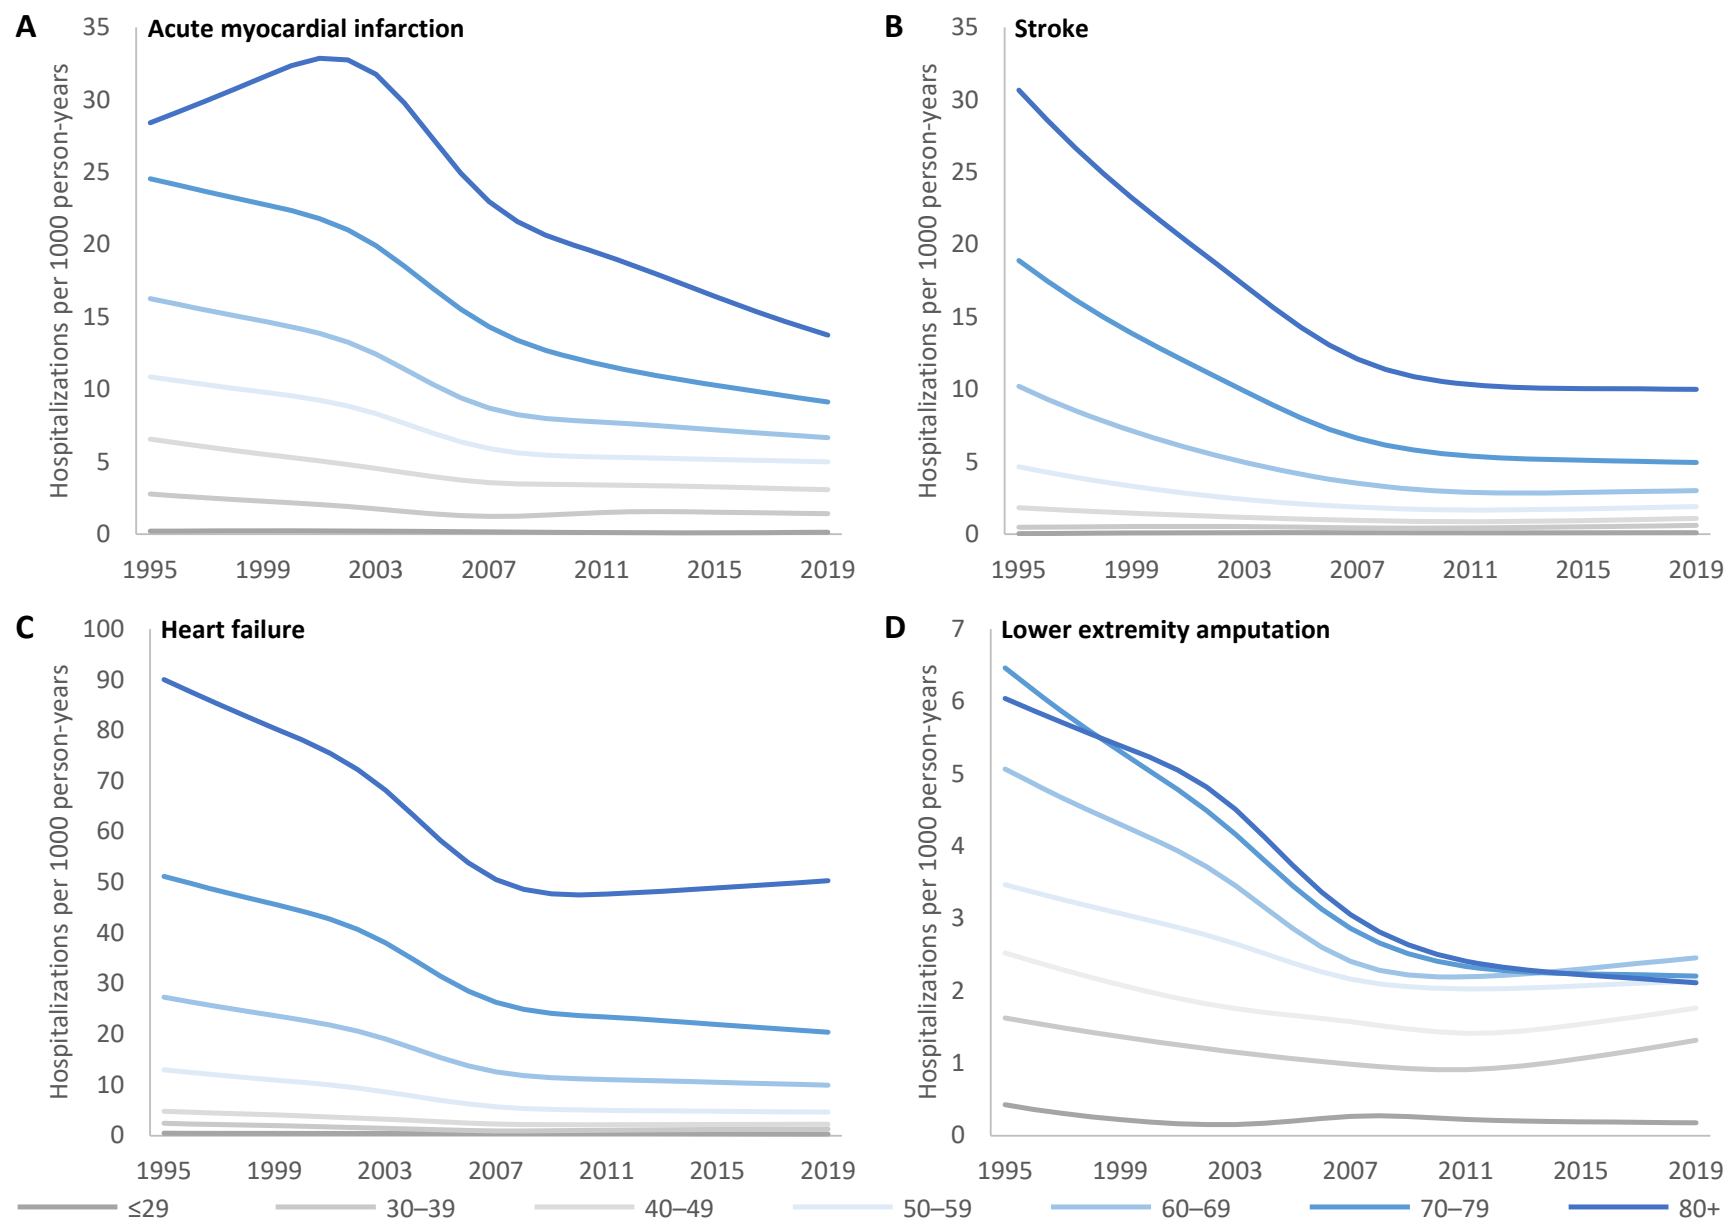 A Acute myocardial infarction
Hospitalizations per 1000 person-years
35
30
25
20
15
10
5
0
1995 1999 2003 2007 2011 2015 2019
B Stroke
Hospitalizations per 1000 person-years
35
30
25
20
15
10
5
0
1995 1999 2003 2007 2011 2015 2019
C Heart failure
Hospitalizations per 1000 person-years
100
90
80
70
60
50
40
30
20
10
0
1995 1999 2003 2007 2011 2015 2019
D Lower extremity amputation
Hospitalizations per 1000 person-years
7
6
5
4
3
2
1
0
1995 1999 2003 2007 2011 2015 2019
≤29 30–39 40–49 50–59 60–69 70–79 80+